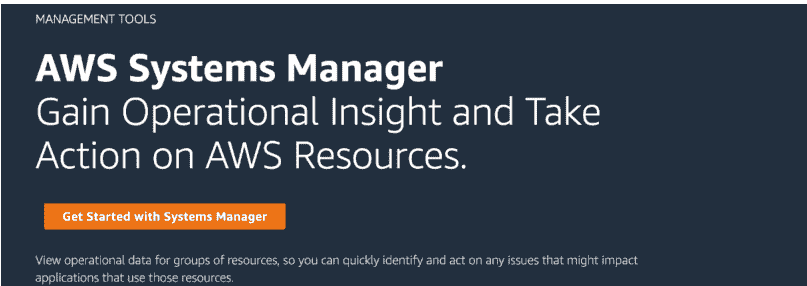 MANAGEMENT TOOLS
AWS Systems Manager
Gain Operational Insight and Take
Action on AWS Resources.
Get Started with Systems Manager
View operational data for groups of resources, so you can quickly identify and act on any issues that might impact
applications that use those resources.